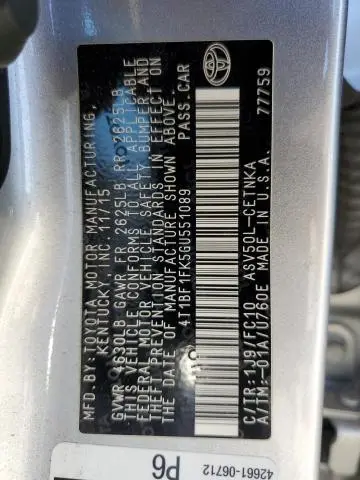 MFD. BY: TOYOTA MOTOR MANUFACTURING,
KENTUCKY, INC. 11/15
GVWR 4630LB GAWR FR 2625LB RR 2625LB
THIS VEHICLE CONFORMS TO ALL APPLICABLE
FEDERAL MOTOR VEHICLE SAFETY, BUMPER, AND
THEFT PREVENTION STANDARDS IN EFFECT ON
THE DATE OF MANUFACTURE SHOWN ABOVE.
4T1BF1FK5GU551089 PASS.CAR
C/TR: 1J9/FC10 ASV50L-CETNKA
A/TM: -01A/U760E MADE IN U.S.A. 77759
42661-06712
P6